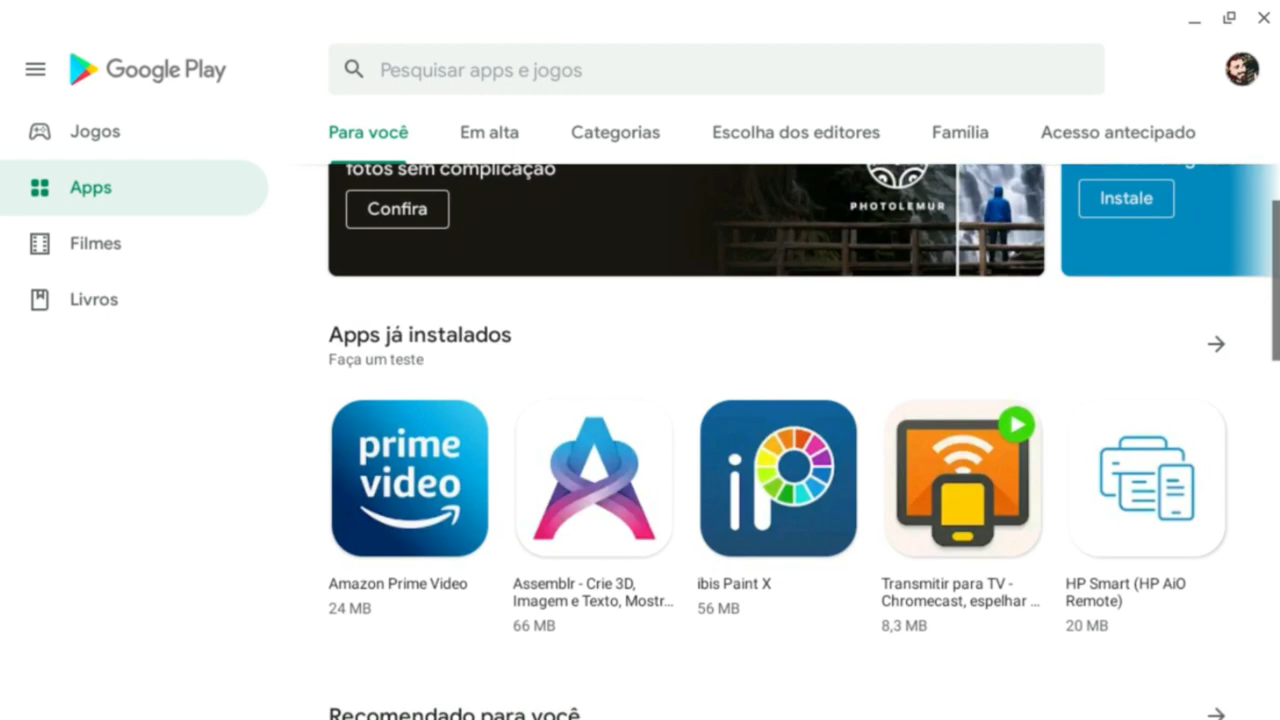 Google Play
Pesquisar apps e jogos
Jogos
Apps
Filmes
Livros
Para você
Em alta
Categorias
Escolha dos editores
Família
Acesso antecipado
fotos sem complicação
Confira
PHOTOLEMUR
Instale
Apps já instalados
Faça um teste
prime
video
iP
Amazon Prime Video
24 MB
Assemblr - Crie 3D,
Imagem e Texto, Mostr...
66 MB
ibis Paint X
56 MB
Transmitir para TV -
Chromecast, espelhar ...
8,3 MB
HP Smart (HP AiO
Remote)
20 MB
Recomendado para você